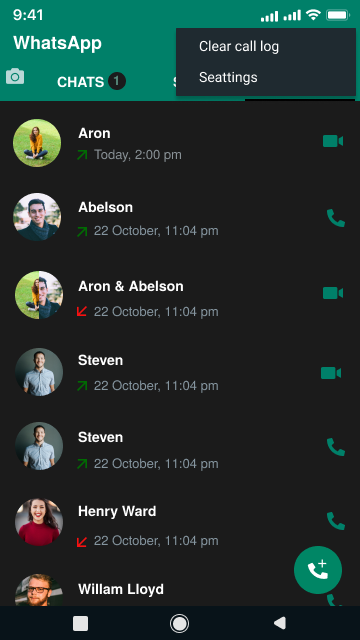 9:41
WhatsApp
Clear call log
Seattings
CHATS 1
Aron
Today, 2:00 pm
Abelson
22 October, 11:04 pm
Aron & Abelson
22 October, 11:04 pm
Steven
22 October, 11:04 pm
Steven
22 October, 11:04 pm
Henry Ward
22 October, 11:04 pm
Willam Lloyd